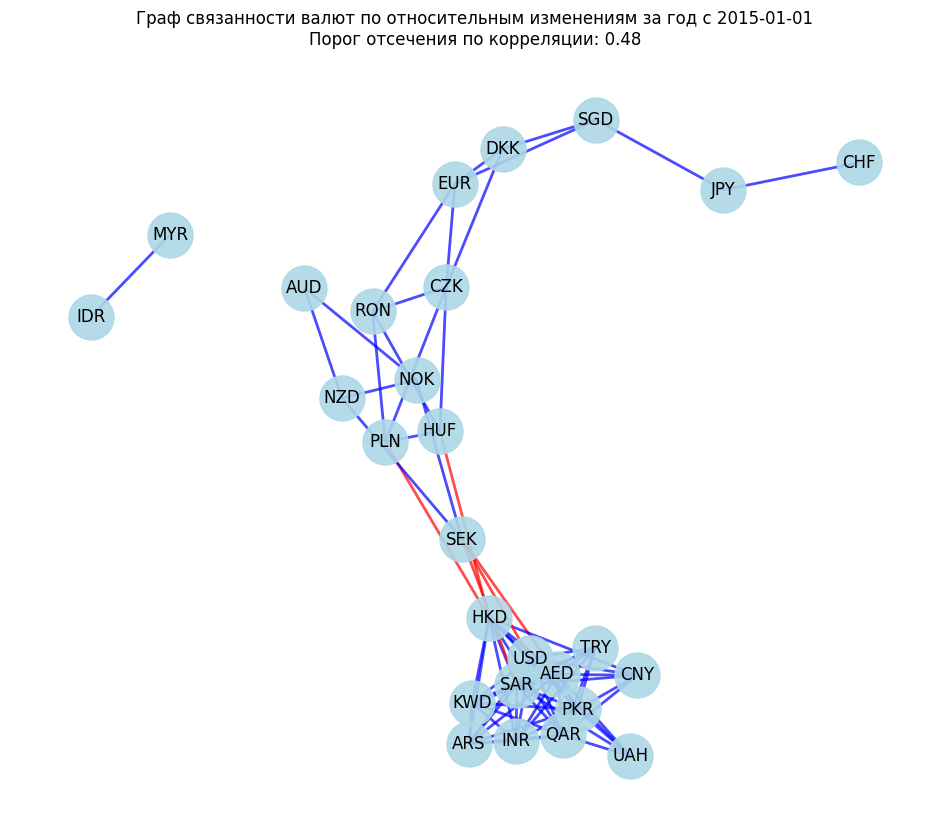 Граф связанности валют по относительным изменениям за год с 2015-01-01
Порог отсечения по корреляции: 0.48
SGD
DKK
CHF
EUR
JPY
MYR
CZK
AUD
RON
IDR
NOK
NZD
HUF
PLN
SEK
HKD
TRY
USD
AED
CNY
SAR
KWD
PKR
QAR
INR
ARS
UAH